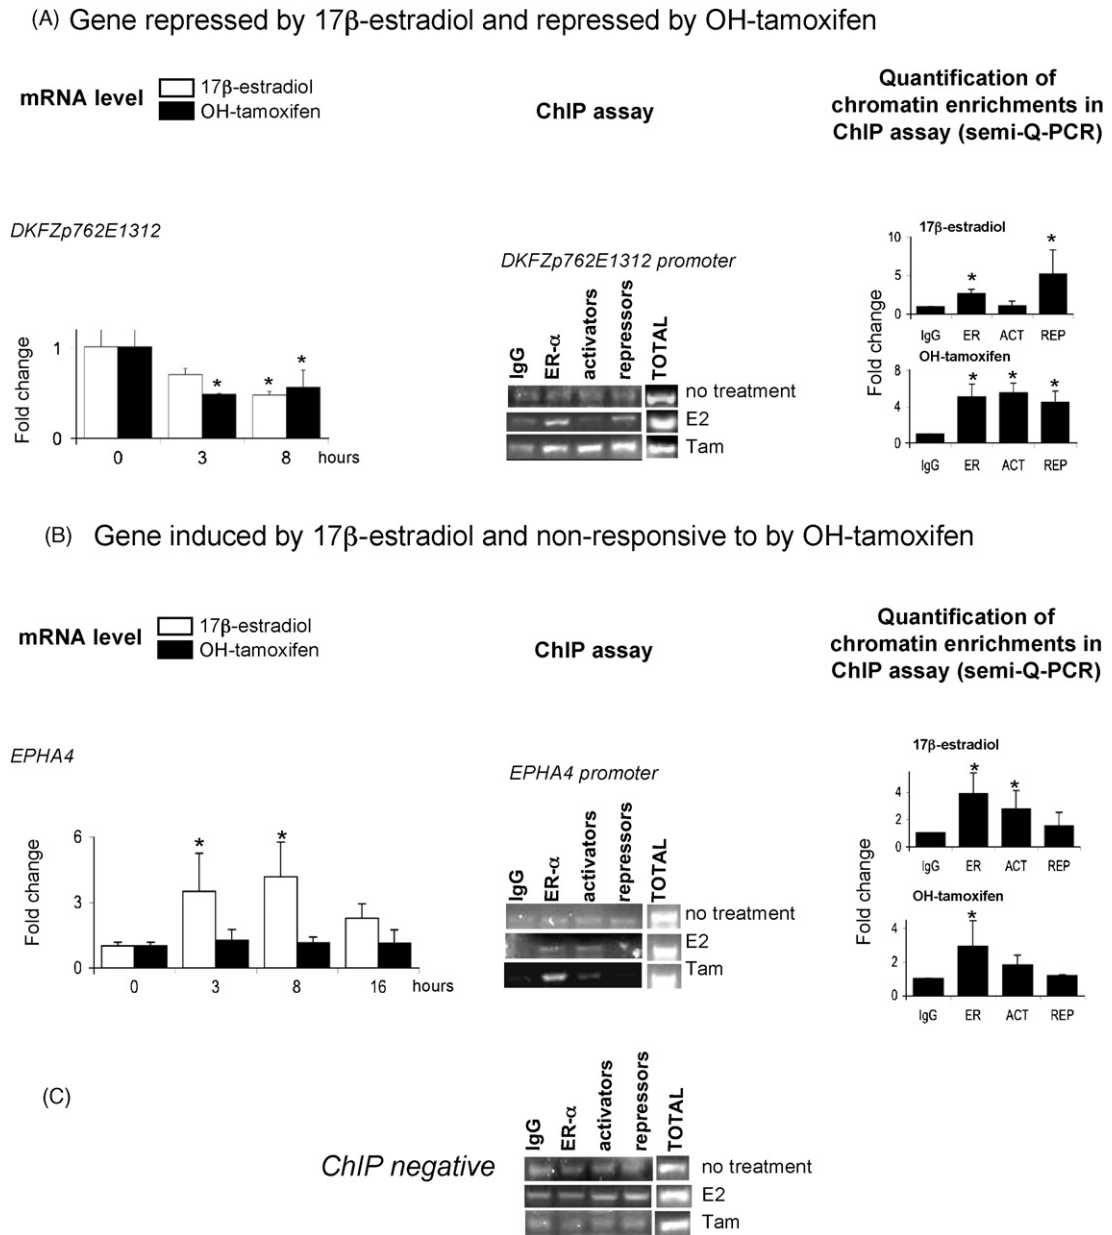 (A) Gene repressed by 17β-estradiol and repressed by OH-tamoxifen
mRNA level
17β-estradiol
OH-tamoxifen
ChIP assay
Quantification of
chromatin enrichments in
ChIP assay (semi-Q-PCR)
DKFZp762E1312
Fold change
1
0
*
*
*
0 3 8 hours
DKFZp762E1312 promoter
IgG ER-α activators repressors TOTAL
no treatment
E2
Tam
Fold change
17β-estradiol
10
5
0
*
*
IgG ER ACT REP
OH-tamoxifen
8
4
0
* * *
IgG ER ACT REP
(B) Gene induced by 17β-estradiol and non-responsive to by OH-tamoxifen
mRNA level
17β-estradiol
OH-tamoxifen
ChIP assay
Quantification of
chromatin enrichments in
ChIP assay (semi-Q-PCR)
EPHA4
Fold change
6
3
0
* *
0 3 8 16 hours
EPHA4 promoter
IgG ER-α activators repressors TOTAL
no treatment
E2
Tam
Fold change
17β-estradiol
4
2
0
* *
IgG ER ACT REP
OH-tamoxifen
4
2
0
*
IgG ER ACT REP
(C)
ChIP negative
IgG ER-α activators repressors TOTAL
no treatment
E2
Tam